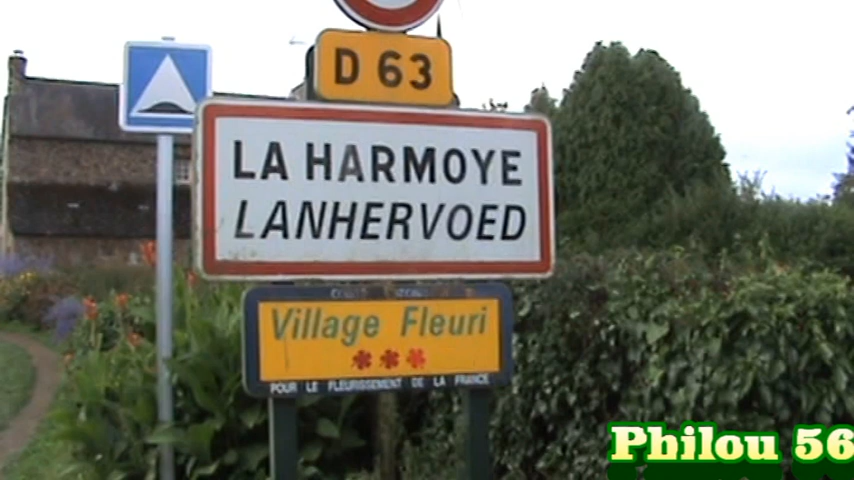 D 63
LA HARMOYE
LANHERVOED
Village Fleuri
POUR LE FLEURISSEMENT DE LA FRANCE
Philou 56